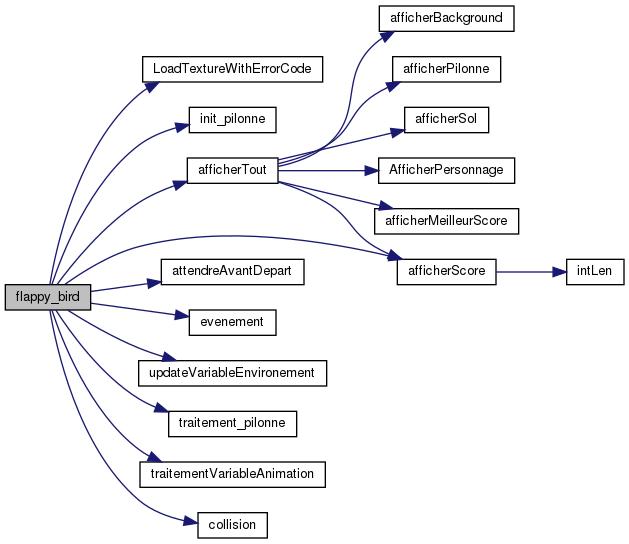 afficherBackground
LoadTextureWithErrorCode
afficherPilonne
init_pilonne
afficherSol
afficherTout
AfficherPersonnage
afficherMeilleurScore
afficherScore
intLen
attendreAvantDepart
flappy_bird
evenement
updateVariableEnvironement
traitement_pilonne
traitementVariableAnimation
collision